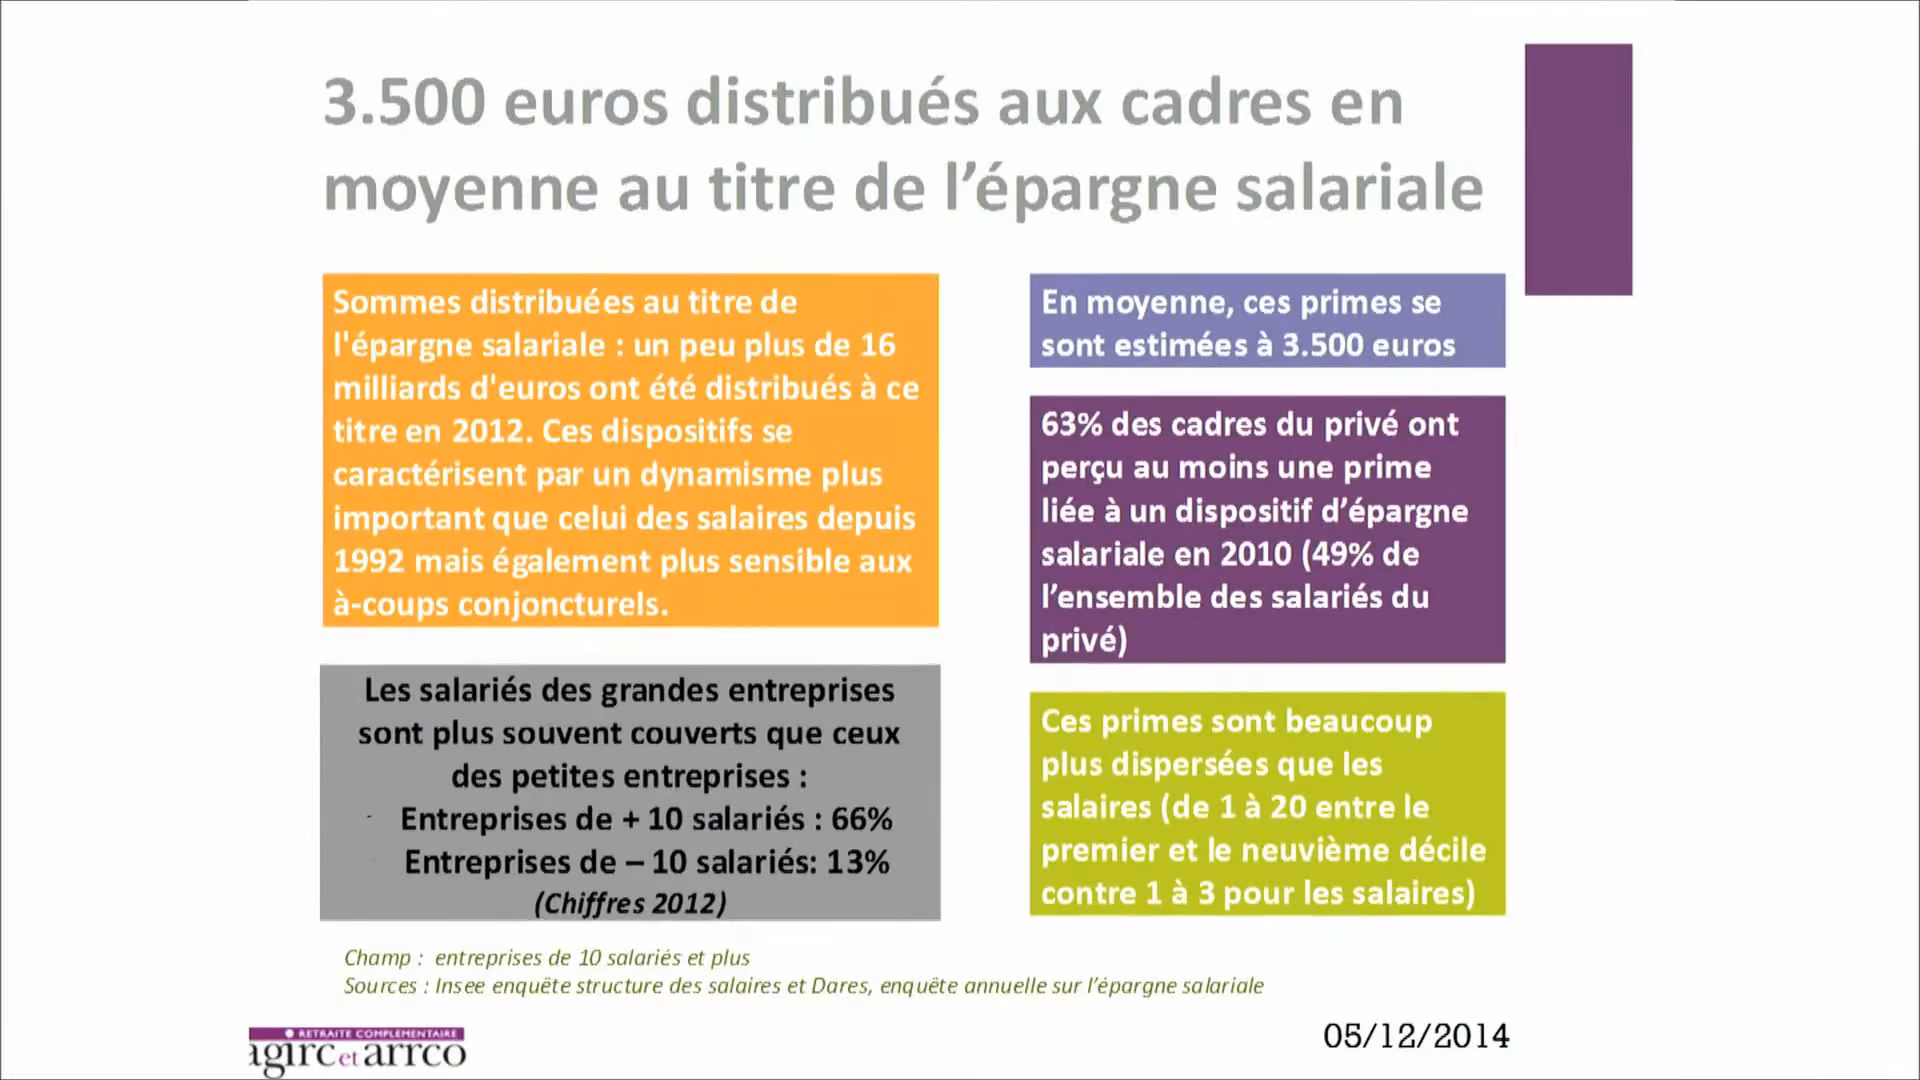 3.500 euros distribués aux cadres en
moyenne au titre de l’épargne salariale
Sommes distribuées au titre de
l'épargne salariale : un peu plus de 16
milliards d'euros ont été distribués à ce
titre en 2012. Ces dispositifs se
caractérisent par un dynamisme plus
important que celui des salaires depuis
1992 mais également plus sensible aux
à-coups conjoncturels.
Les salariés des grandes entreprises
sont plus souvent couverts que ceux
des petites entreprises :
- Entreprises de + 10 salariés : 66%
- Entreprises de – 10 salariés: 13%
(Chiffres 2012)
En moyenne, ces primes se
sont estimées à 3.500 euros
63% des cadres du privé ont
perçu au moins une prime
liée à un dispositif d’épargne
salariale en 2010 (49% de
l’ensemble des salariés du
privé)
Ces primes sont beaucoup
plus dispersées que les
salaires (de 1 à 20 entre le
premier et le neuvième décile
contre 1 à 3 pour les salaires)
Champ : entreprises de 10 salariés et plus
Sources : Insee enquête structure des salaires et Dares, enquête annuelle sur l’épargne salariale
RETRAITE COMPLEMENTAIRE
agirc et arrco
05/12/2014